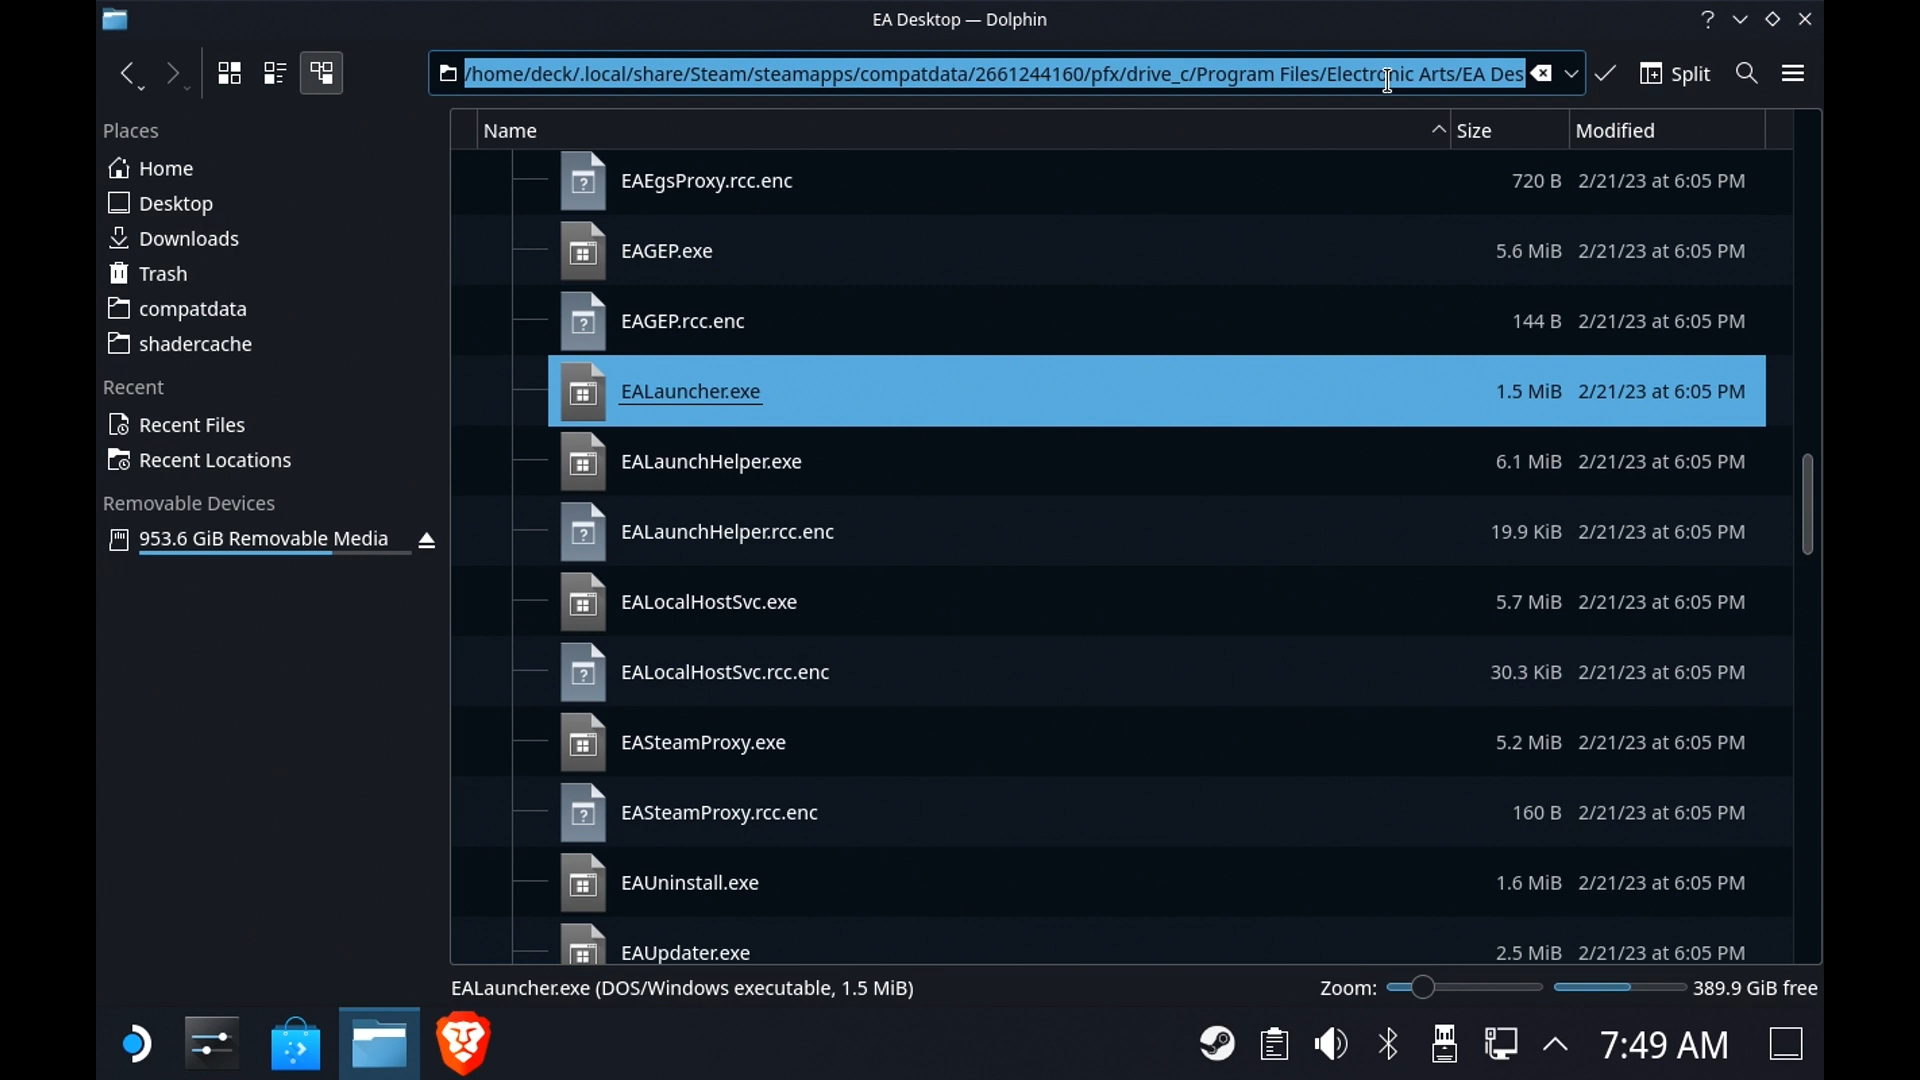 EA Desktop — Dolphin
/home/deck/.local/share/Steam/steamapps/compatdata/2661244160/pfx/drive_c/Program Files/Electronic Arts/EA Des
Split
Places
Home
Desktop
Downloads
Trash
compatdata
shadercache
Recent
Recent Files
Recent Locations
Removable Devices
953.6 GiB Removable Media
Name Size Modified
EAEgsProxy.rcc.enc 720 B 2/21/23 at 6:05 PM
EAGEP.exe 5.6 MiB 2/21/23 at 6:05 PM
EAGEP.rcc.enc 144 B 2/21/23 at 6:05 PM
EALauncher.exe 1.5 MiB 2/21/23 at 6:05 PM
EALaunchHelper.exe 6.1 MiB 2/21/23 at 6:05 PM
EALaunchHelper.rcc.enc 19.9 KiB 2/21/23 at 6:05 PM
EALocalHostSvc.exe 5.7 MiB 2/21/23 at 6:05 PM
EALocalHostSvc.rcc.enc 30.3 KiB 2/21/23 at 6:05 PM
EASteamProxy.exe 5.2 MiB 2/21/23 at 6:05 PM
EASteamProxy.rcc.enc 160 B 2/21/23 at 6:05 PM
EAUninstall.exe 1.6 MiB 2/21/23 at 6:05 PM
EAUpdater.exe 2.5 MiB 2/21/23 at 6:05 PM
EALauncher.exe (DOS/Windows executable, 1.5 MiB) Zoom: 389.9 GiB free
7:49 AM